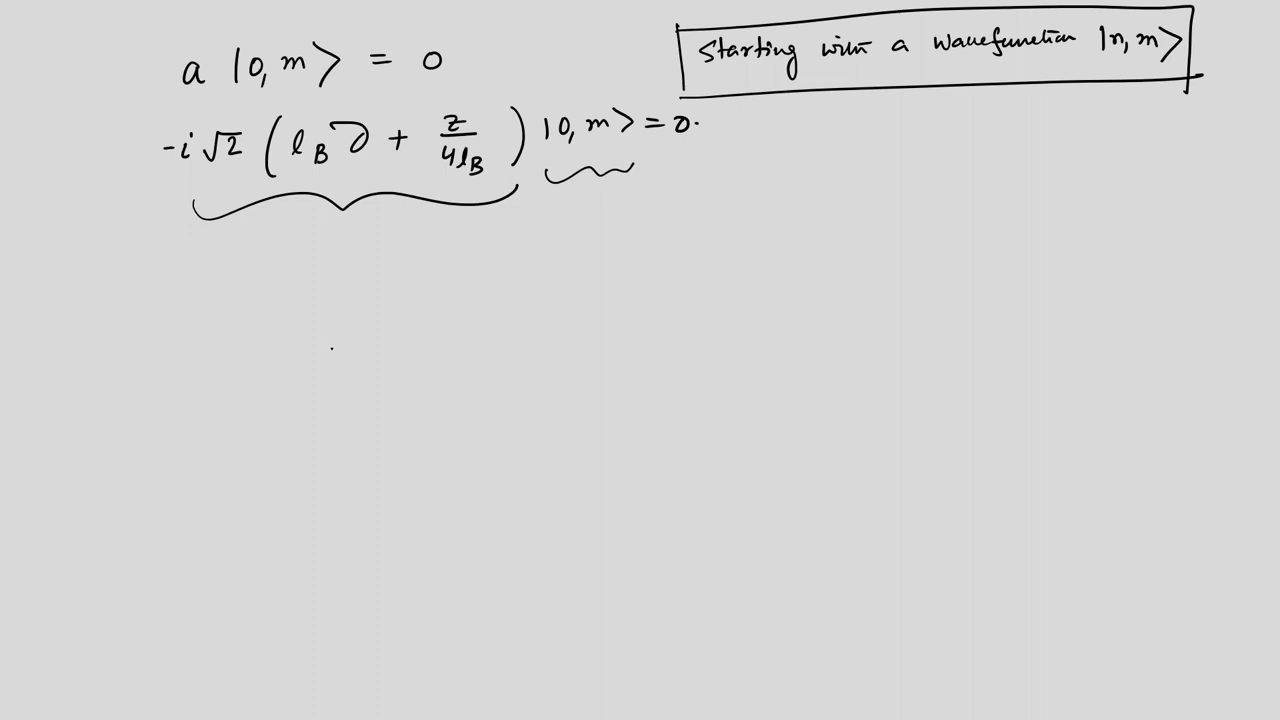 a |0, m⟩ = 0
Starting with a wavefunction |n, m⟩
-i√2 ( l_B ∂̄ + z/4l_B ) |0, m⟩ = 0.